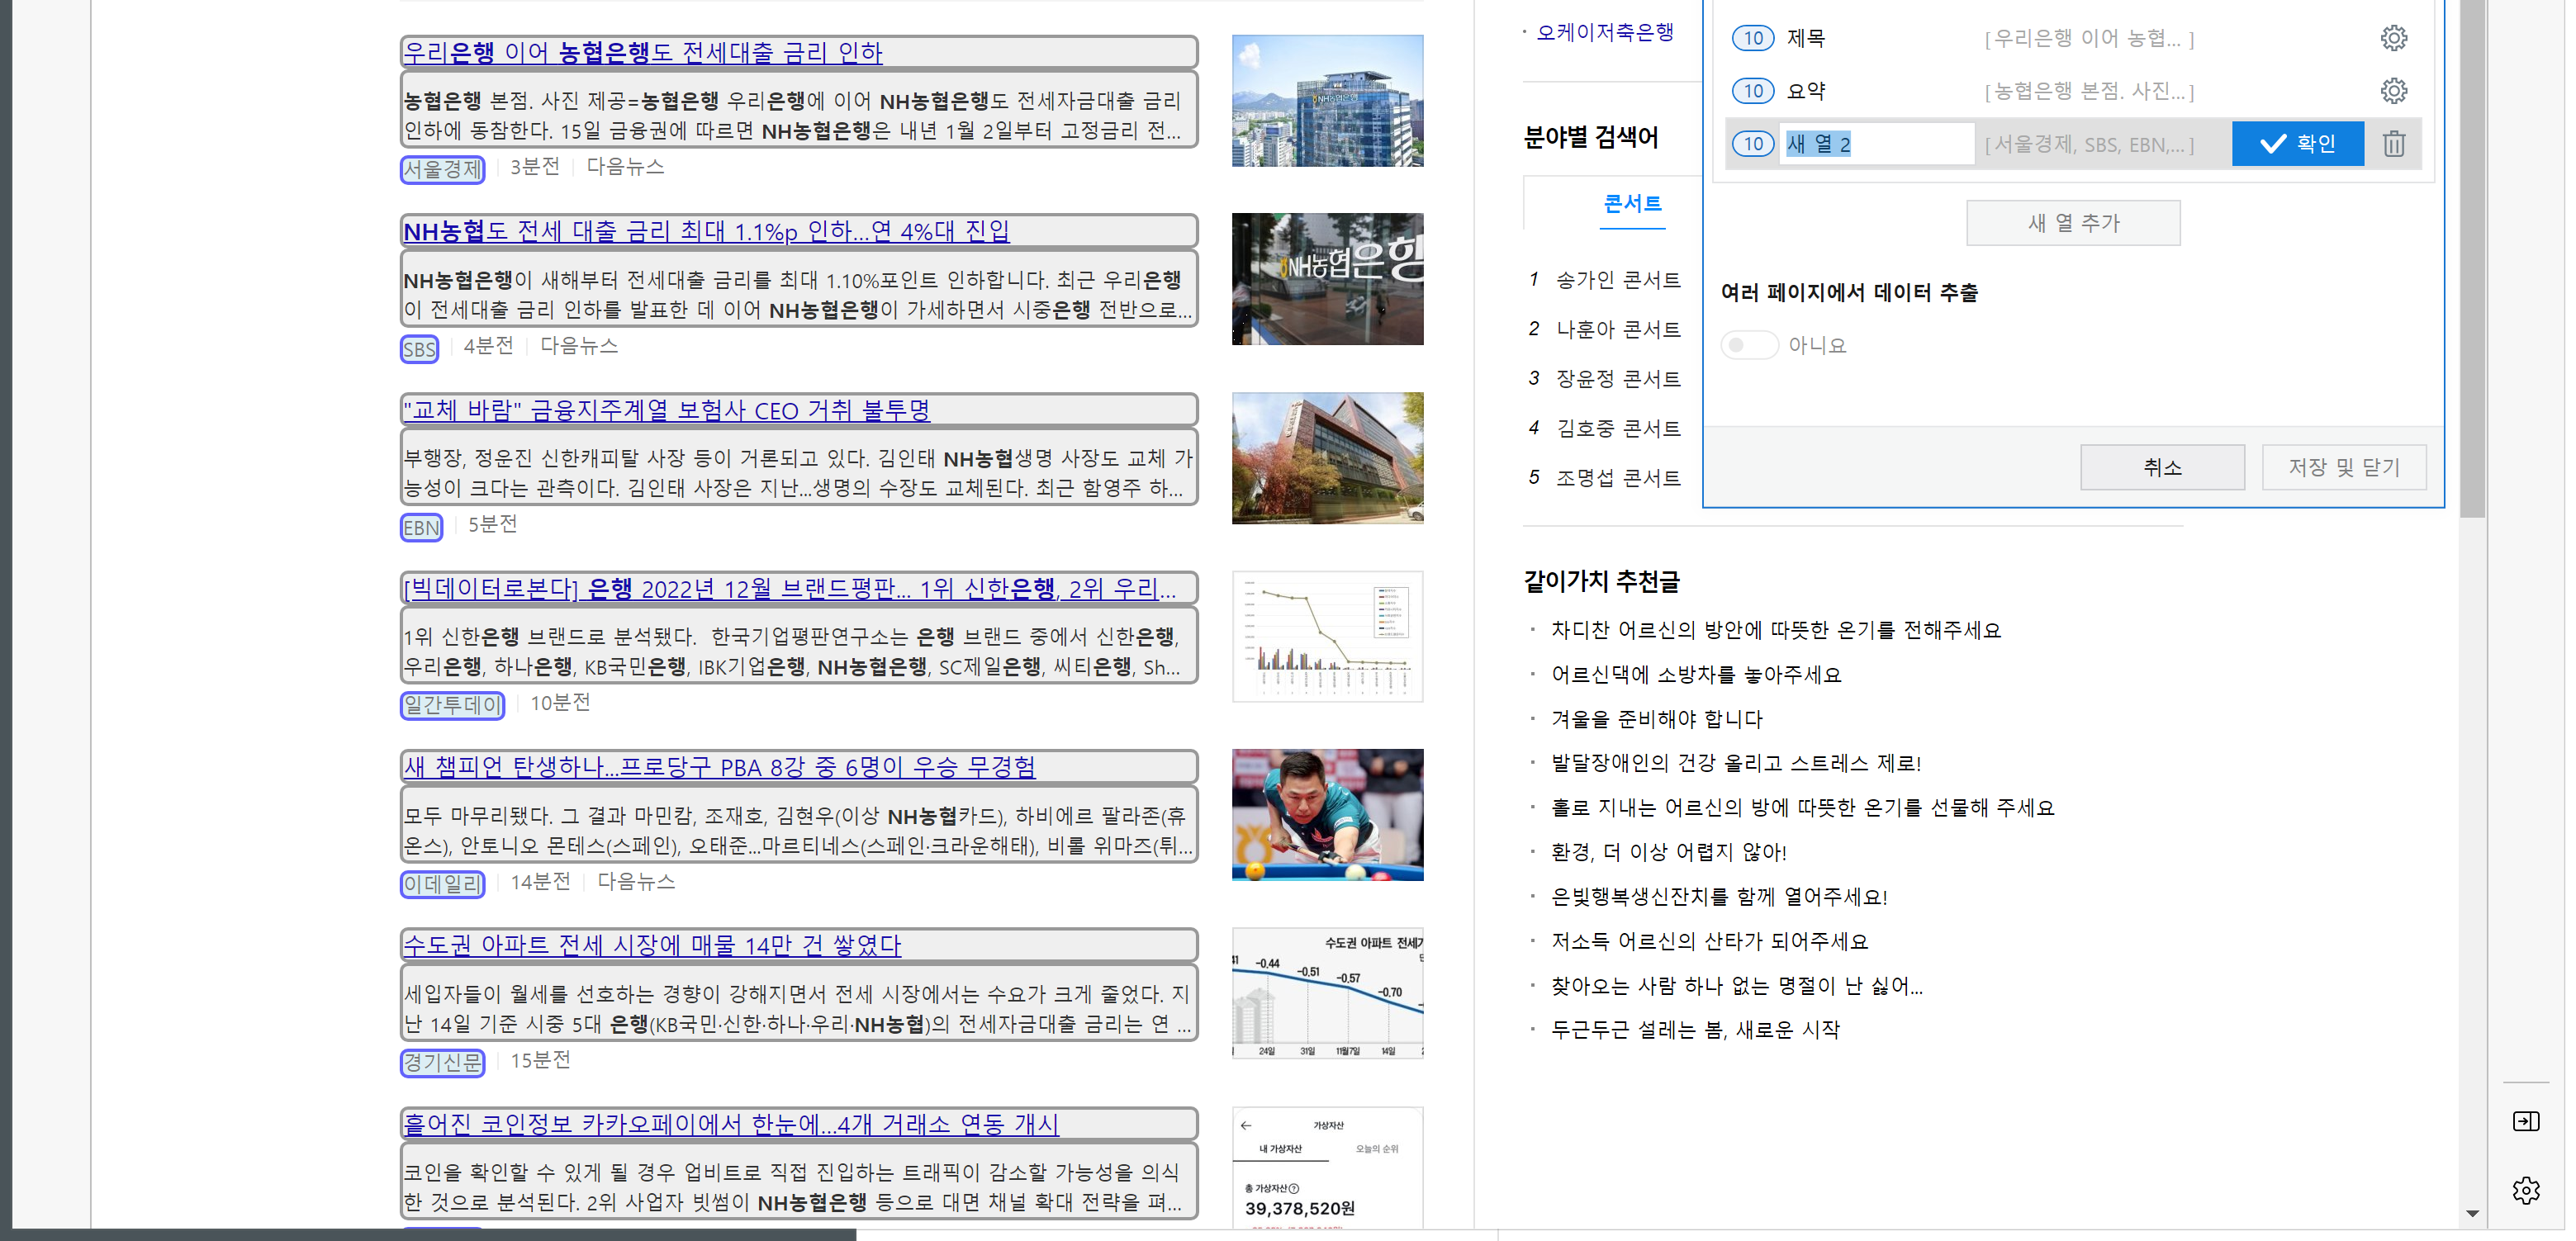 우리은행 이어 농협은행도 전세대출 금리 인하
농협은행 본점. 사진 제공=농협은행 우리은행에 이어 NH농협은행도 전세자금대출 금리
인하에 동참한다. 15일 금융권에 따르면 NH농협은행은 내년 1월 2일부터 고정금리 전...
서울경제 3분전 다음뉴스
NH농협은행
NH농협도 전세 대출 금리 최대 1.1%p 인하...연 4%대 진입
NH농협은행이 새해부터 전세대출 금리를 최대 1.10%포인트 인하합니다. 최근 우리은행
이 전세대출 금리 인하를 발표한 데 이어 NH농협은행이 가세하면서 시중은행 전반으로...
SBS 4분전 다음뉴스
NH농협은행
"교체 바람" 금융지주계열 보험사 CEO 거취 불투명
부행장, 정운진 신한캐피탈 사장 등이 거론되고 있다. 김인태 NH농협생명 사장도 교체 가
능성이 크다는 관측이다. 김인태 사장은 지난...생명의 수장도 교체된다. 최근 함영주 하...
EBN 5분전
[빅데이터로본다] 은행 2022년 12월 브랜드평판... 1위 신한은행, 2위 우리...
1위 신한은행 브랜드로 분석됐다. 한국기업평판연구소는 은행 브랜드 중에서 신한은행,
우리은행, 하나은행, KB국민은행, IBK기업은행, NH농협은행, SC제일은행, 씨티은행, Sh...
일간투데이 10분전
새 챔피언 탄생하나...프로당구 PBA 8강 중 6명이 우승 무경험
모두 마무리됐다. 그 결과 마민캄, 조재호, 김현우(이상 NH농협카드), 하비에르 팔라존(휴
온스), 안토니오 몬테스(스페인), 오태준...마르티네스(스페인·크라운해태), 비롤 위마즈(튀...
이데일리 14분전 다음뉴스
수도권 아파트 전세 시장에 매물 14만 건 쌓였다
세입자들이 월세를 선호하는 경향이 강해지면서 전세 시장에서는 수요가 크게 줄었다. 지
난 14일 기준 시중 5대 은행(KB국민·신한·하나·우리·NH농협)의 전세자금대출 금리는 연 ...
경기신문 15분전
수도권 아파트 전세가
41 -0.44 -0.51 -0.57 -0.70
24일 31일 11월7일 14일
흩어진 코인정보 카카오페이에서 한눈에...4개 거래소 연동 개시
코인을 확인할 수 있게 될 경우 업비트로 직접 진입하는 트래픽이 감소할 가능성을 의식
한 것으로 분석된다. 2위 사업자 빗썸이 NH농협은행 등으로 대면 채널 확대 전략을 펴...
가상자산
내 가상자산 오늘의 순위
총 가상자산
39,378,520원
· 오케이저축은행
분야별 검색어
콘서트
1 송가인 콘서트
2 나훈아 콘서트
3 장윤정 콘서트
4 김호중 콘서트
5 조명섭 콘서트
10 제목 [ 우리은행 이어 농협... ]
10 요약 [ 농협은행 본점. 사진... ]
10 새 열 2 [ 서울경제, SBS, EBN,... ] 확인
새 열 추가
여러 페이지에서 데이터 추출
아니요
취소 저장 및 닫기
같이가치 추천글
· 차디찬 어르신의 방안에 따뜻한 온기를 전해주세요
· 어르신댁에 소방차를 놓아주세요
· 겨울을 준비해야 합니다
· 발달장애인의 건강 올리고 스트레스 제로!
· 홀로 지내는 어르신의 방에 따뜻한 온기를 선물해 주세요
· 환경, 더 이상 어렵지 않아!
· 은빛행복생신잔치를 함께 열어주세요!
· 저소득 어르신의 산타가 되어주세요
· 찾아오는 사람 하나 없는 명절이 난 싫어...
· 두근두근 설레는 봄, 새로운 시작